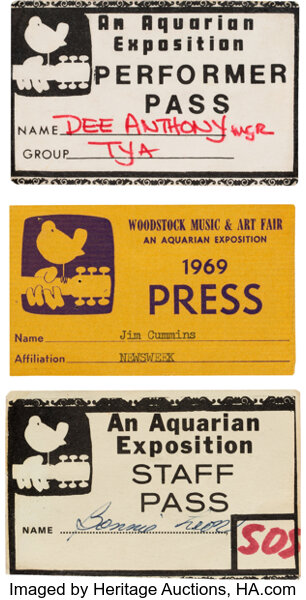 An Aquarian
Exposition
PERFORMER
PASS
NAME DEE ANTHONY MGR
GROUP TYA
WOODSTOCK MUSIC & ART FAIR
AN AQUARIAN EXPOSITION
1969
PRESS
Name Jim Cummins
Affiliation NEWSWEEK
An Aquarian
Exposition
STAFF
PASS
NAME Bonnie
SOS
Imaged by Heritage Auctions, HA.com